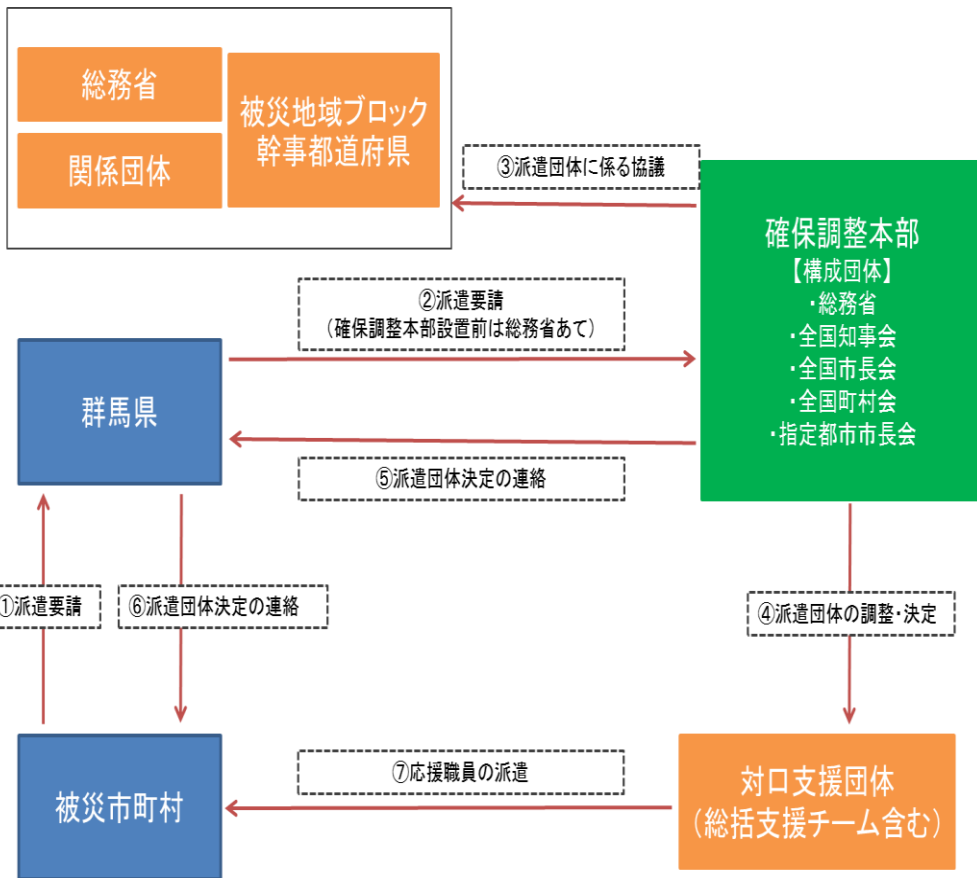 総務省
関係団体
被災地域ブロック
幹事都道府県
③派遣団体に係る協議
確保調整本部
【構成団体】
・総務省
・全国知事会
・全国市長会
・全国町村会
・指定都市市長会
②派遣要請
(確保調整本部設置前は総務省あて)
群馬県
⑤派遣団体決定の連絡
①派遣要請
⑥派遣団体決定の連絡
④派遣団体の調整・決定
被災市町村
⑦応援職員の派遣
対口支援団体
(総括支援チーム含む)